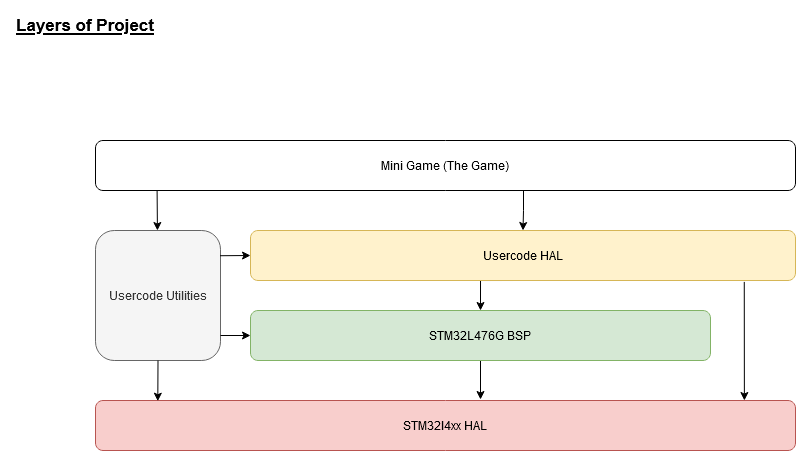 Layers of Project
Mini Game (The Game)
Usercode HAL
Usercode Utilities
STM32L476G BSP
STM32l4xx HAL